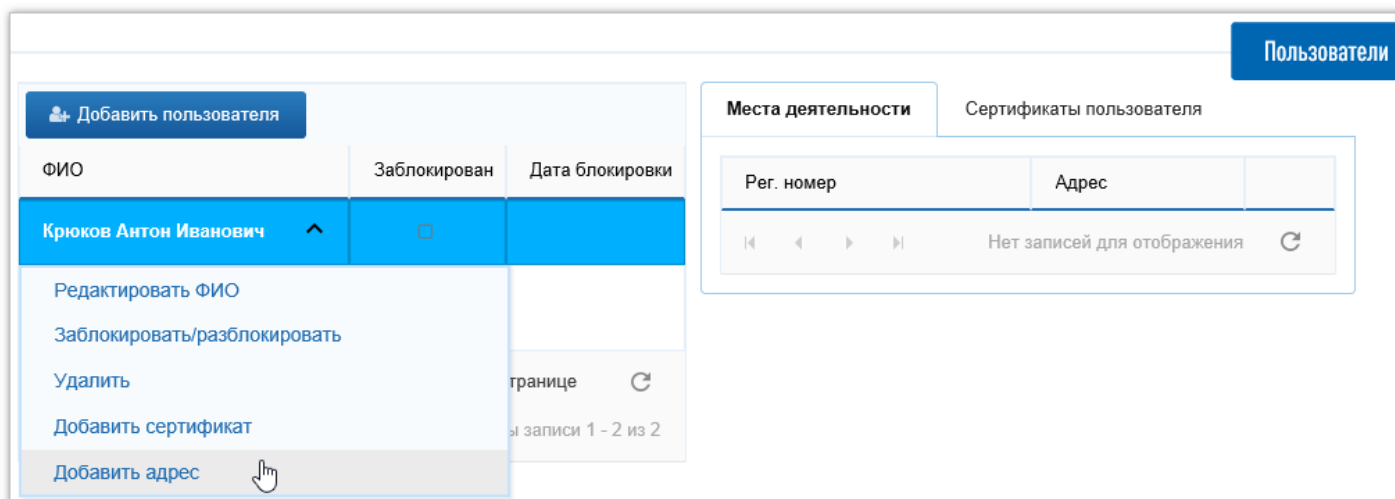 Пользователи
Добавить пользователя
ФИО Заблокирован Дата блокировки
Крюков Антон Иванович
Редактировать ФИО
Заблокировать/разблокировать
Удалить
транице
Добавить сертификат
ы записи 1 - 2 из 2
Добавить адрес
Места деятельности Сертификаты пользователя
Рег. номер Адрес
Нет записей для отображения